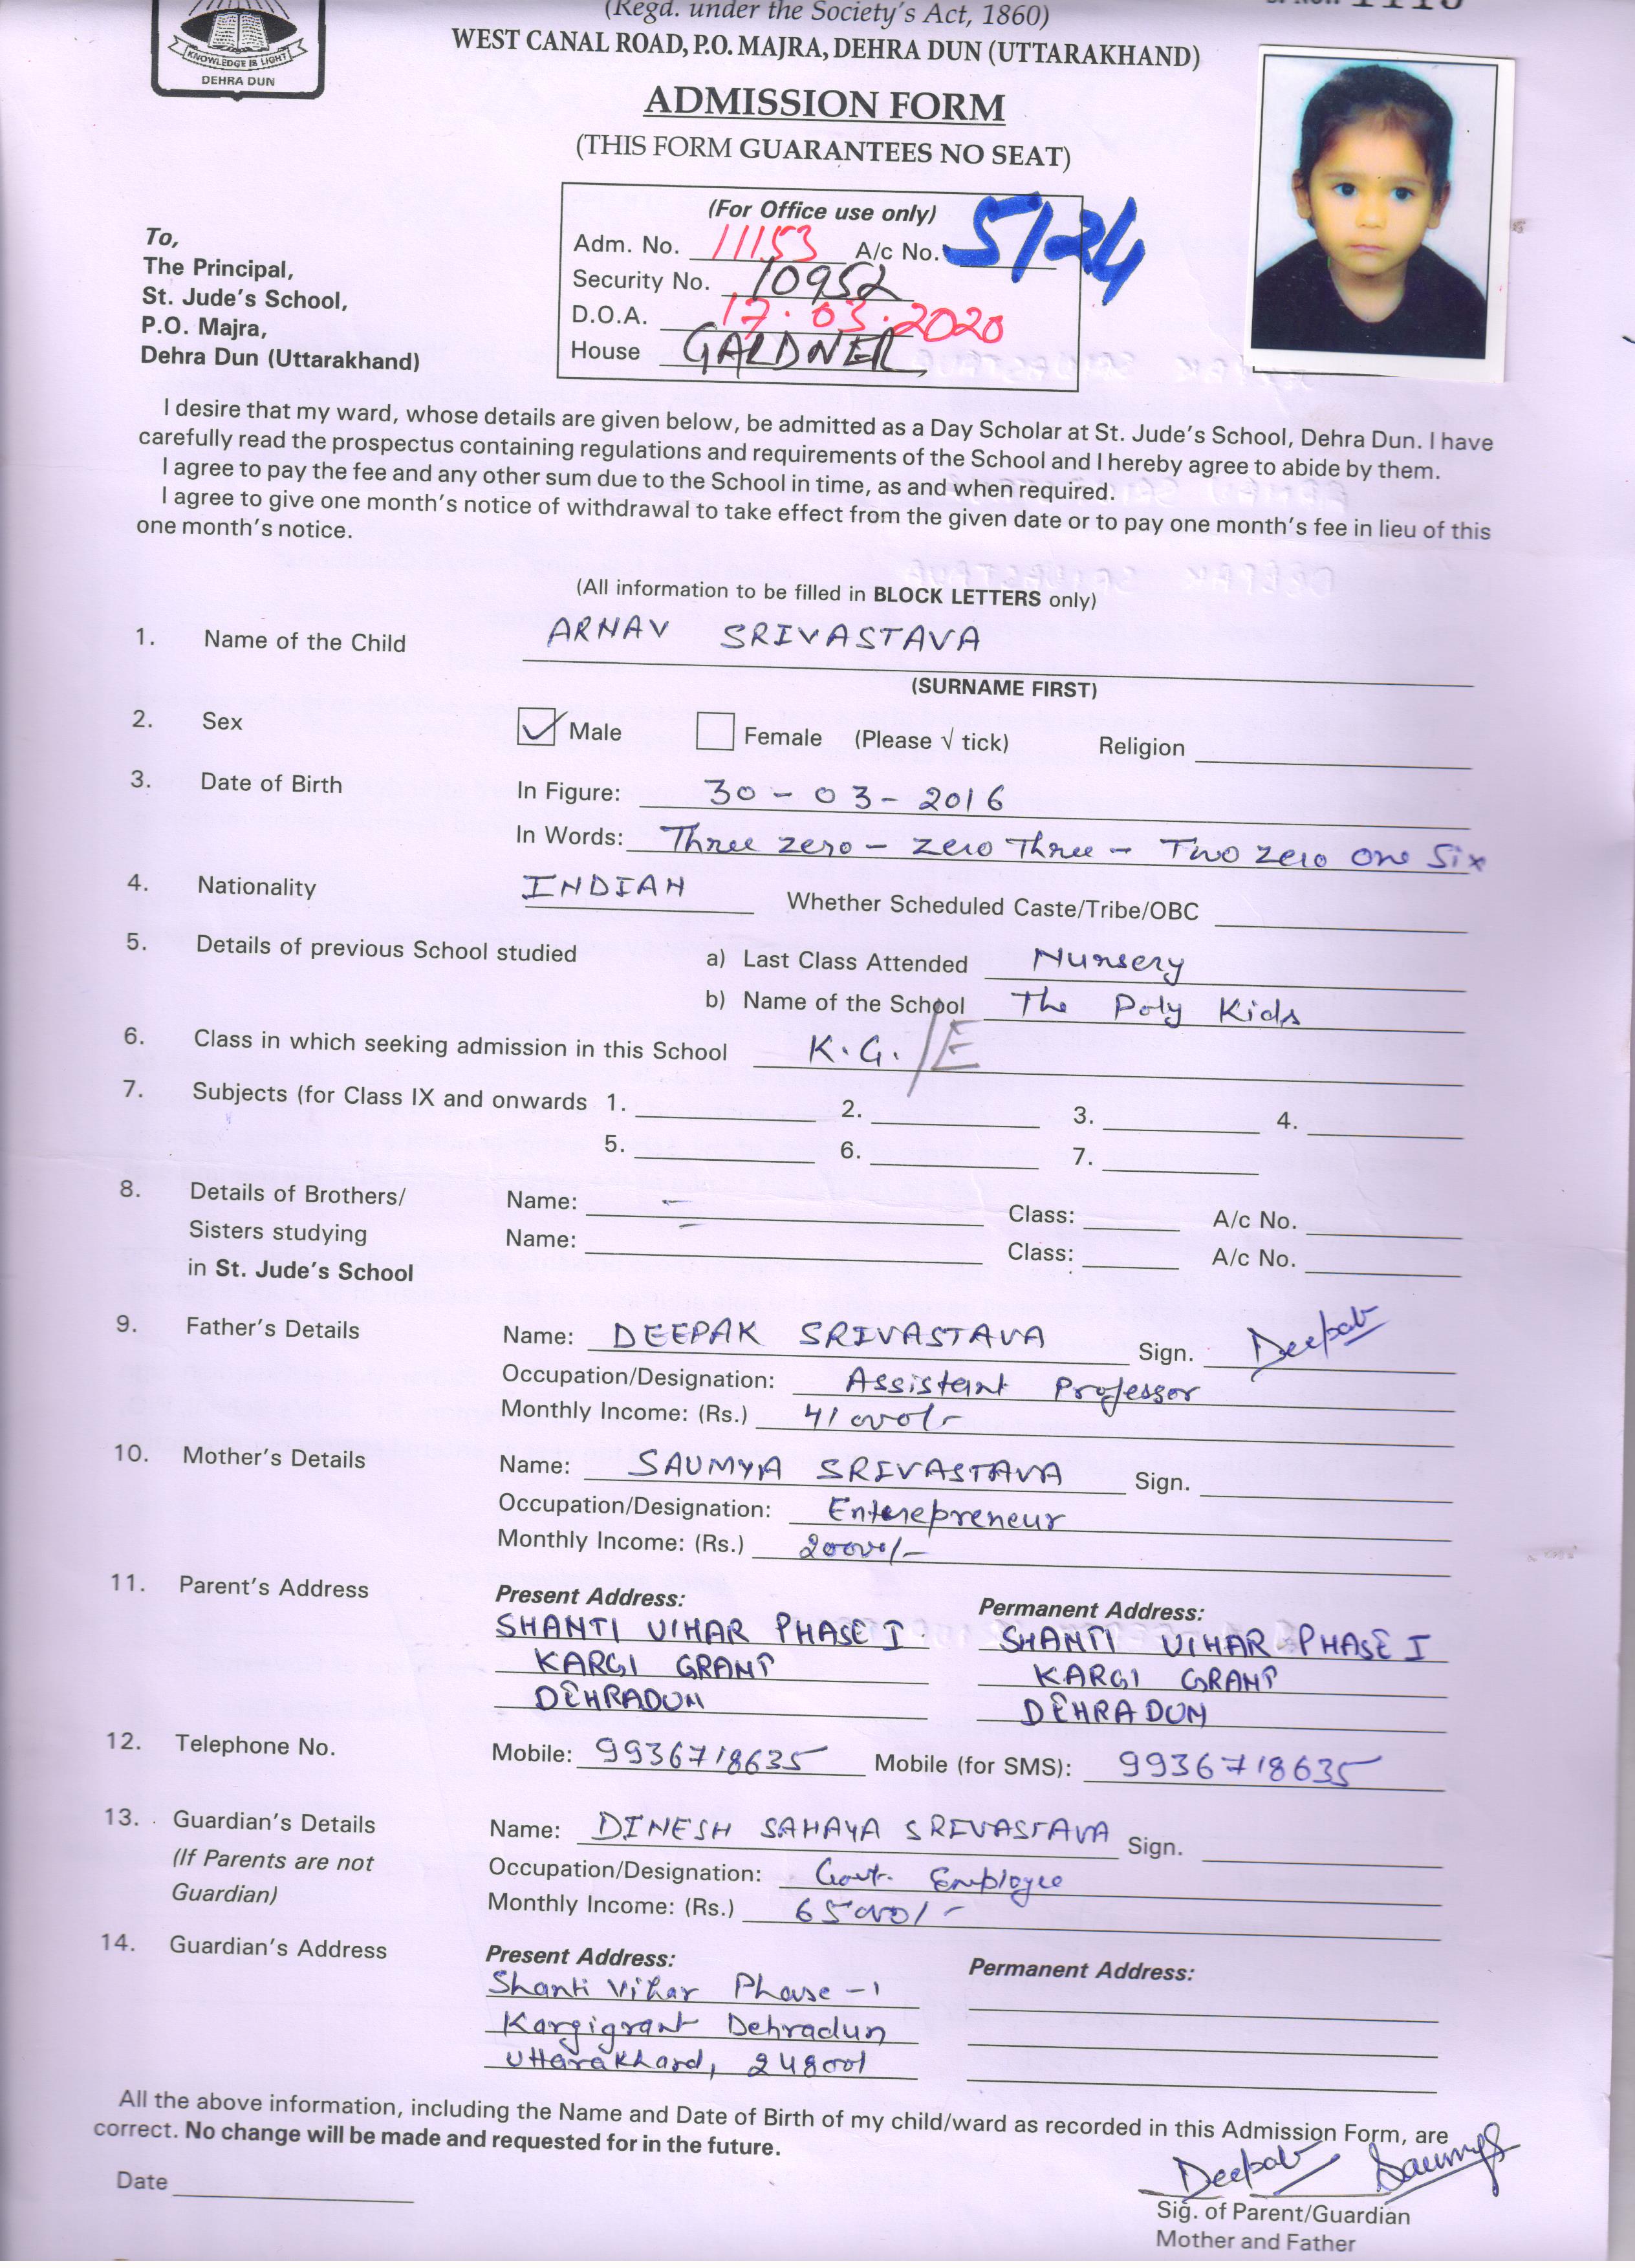 (Regd. under the Society's Act, 1860)
WEST CANAL ROAD, P.O. MAJRA, DEHRA DUN (UTTARAKHAND)
KNOWLEDGE IS LIGHT
DEHRA DUN
ADMISSION FORM
(THIS FORM GUARANTEES NO SEAT)
(For Office use only)
Adm. No. 11153 A/c No. 5124
Security No. 10952
D.O.A. 17.03.2020
House GALDNER
To,
The Principal,
St. Jude's School,
P.O. Majra,
Dehra Dun (Uttarakhand)
I desire that my ward, whose details are given below, be admitted as a Day Scholar at St. Jude's School, Dehra Dun. I have
carefully read the prospectus containing regulations and requirements of the School and I hereby agree to abide by them.
I agree to pay the fee and any other sum due to the School in time, as and when required.
I agree to give one month's notice of withdrawal to take effect from the given date or to pay one month's fee in lieu of this
one month's notice.
(All information to be filled in BLOCK LETTERS only)
1. Name of the Child ARNAV SRIVASTAVA
(SURNAME FIRST)
2. Sex Male Female (Please √ tick) Religion
3. Date of Birth In Figure: 30-03-2016
In Words: Three zero - zero Three - Two zero one Six
4. Nationality INDIAN Whether Scheduled Caste/Tribe/OBC
5. Details of previous School studied a) Last Class Attended Nursery
b) Name of the School The Poly Kids
6. Class in which seeking admission in this School K.G./E
7. Subjects (for Class IX and onwards 1. 2. 3. 4.
5. 6. 7.
8. Details of Brothers/ Name: - Class: A/c No.
Sisters studying Name: Class: A/c No.
in St. Jude's School
9. Father's Details Name: DEEPAK SRIVASTAVA Sign. Deepak
Occupation/Designation: Assistant Professor
Monthly Income: (Rs.) 41000/-
10. Mother's Details Name: SAUMYA SRIVASTAVA Sign.
Occupation/Designation: Enterepreneur
Monthly Income: (Rs.) 20000/-
11. Parent's Address Present Address: Permanent Address:
SHANTI VIHAR PHASE I SHANTI VIHAR PHASE I
KARGI GRANT KARGI GRANT
DEHRADUN DEHRADUN
12. Telephone No. Mobile: 9936718635 Mobile (for SMS): 9936718635
13. Guardian's Details Name: DINESH SAHAYA SRIVASTAVA Sign.
(If Parents are not Occupation/Designation: Govt. Employee
Guardian) Monthly Income: (Rs.) 65000/-
14. Guardian's Address Present Address: Permanent Address:
Shanti Vihar Phase -1
Kargigrant Dehradun
Uttarakhand, 248001
All the above information, including the Name and Date of Birth of my child/ward as recorded in this Admission Form, are
correct. No change will be made and requested for in the future.
Deepak Saumya
Date
Sig. of Parent/Guardian
Mother and Father